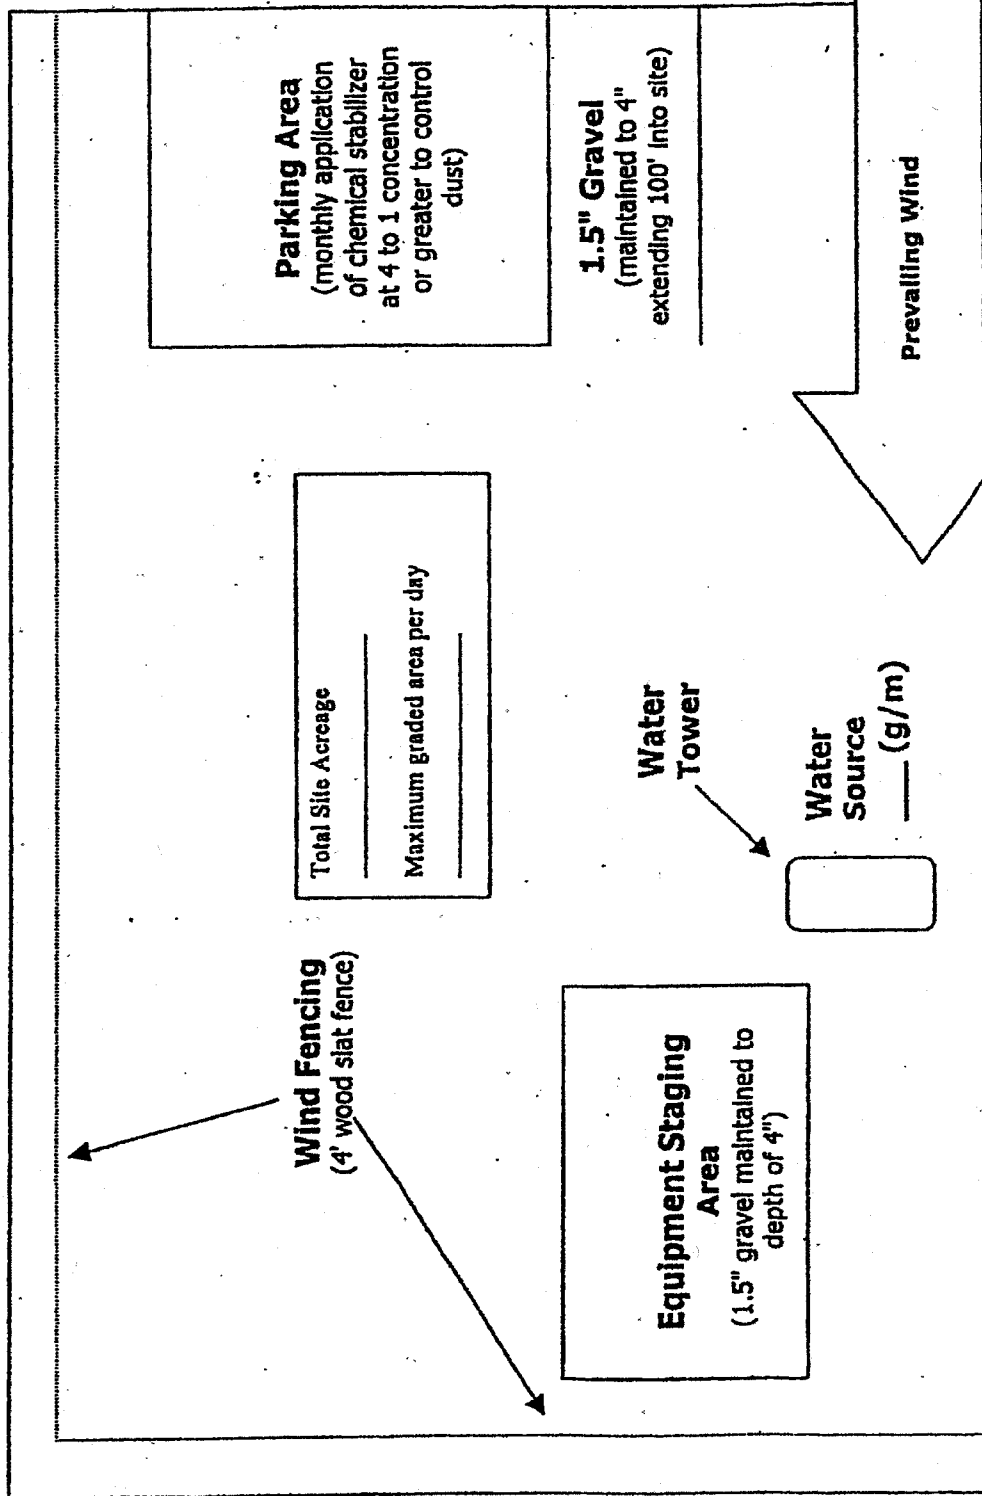 Parking Area
(monthly application
of chemical stabilizer
at 4 to 1 concentration
or greater to control
dust)
1.5" Gravel
(maintained to 4"
extending 100' into site)
Prevailing Wind
Total Site Acreage
Maximum graded area per day
Water
Tower
Water
Source
(g/m)
Wind Fencing
(4' wood slat fence)
Equipment Staging
Area
(1.5" gravel maintained to
depth of 4")